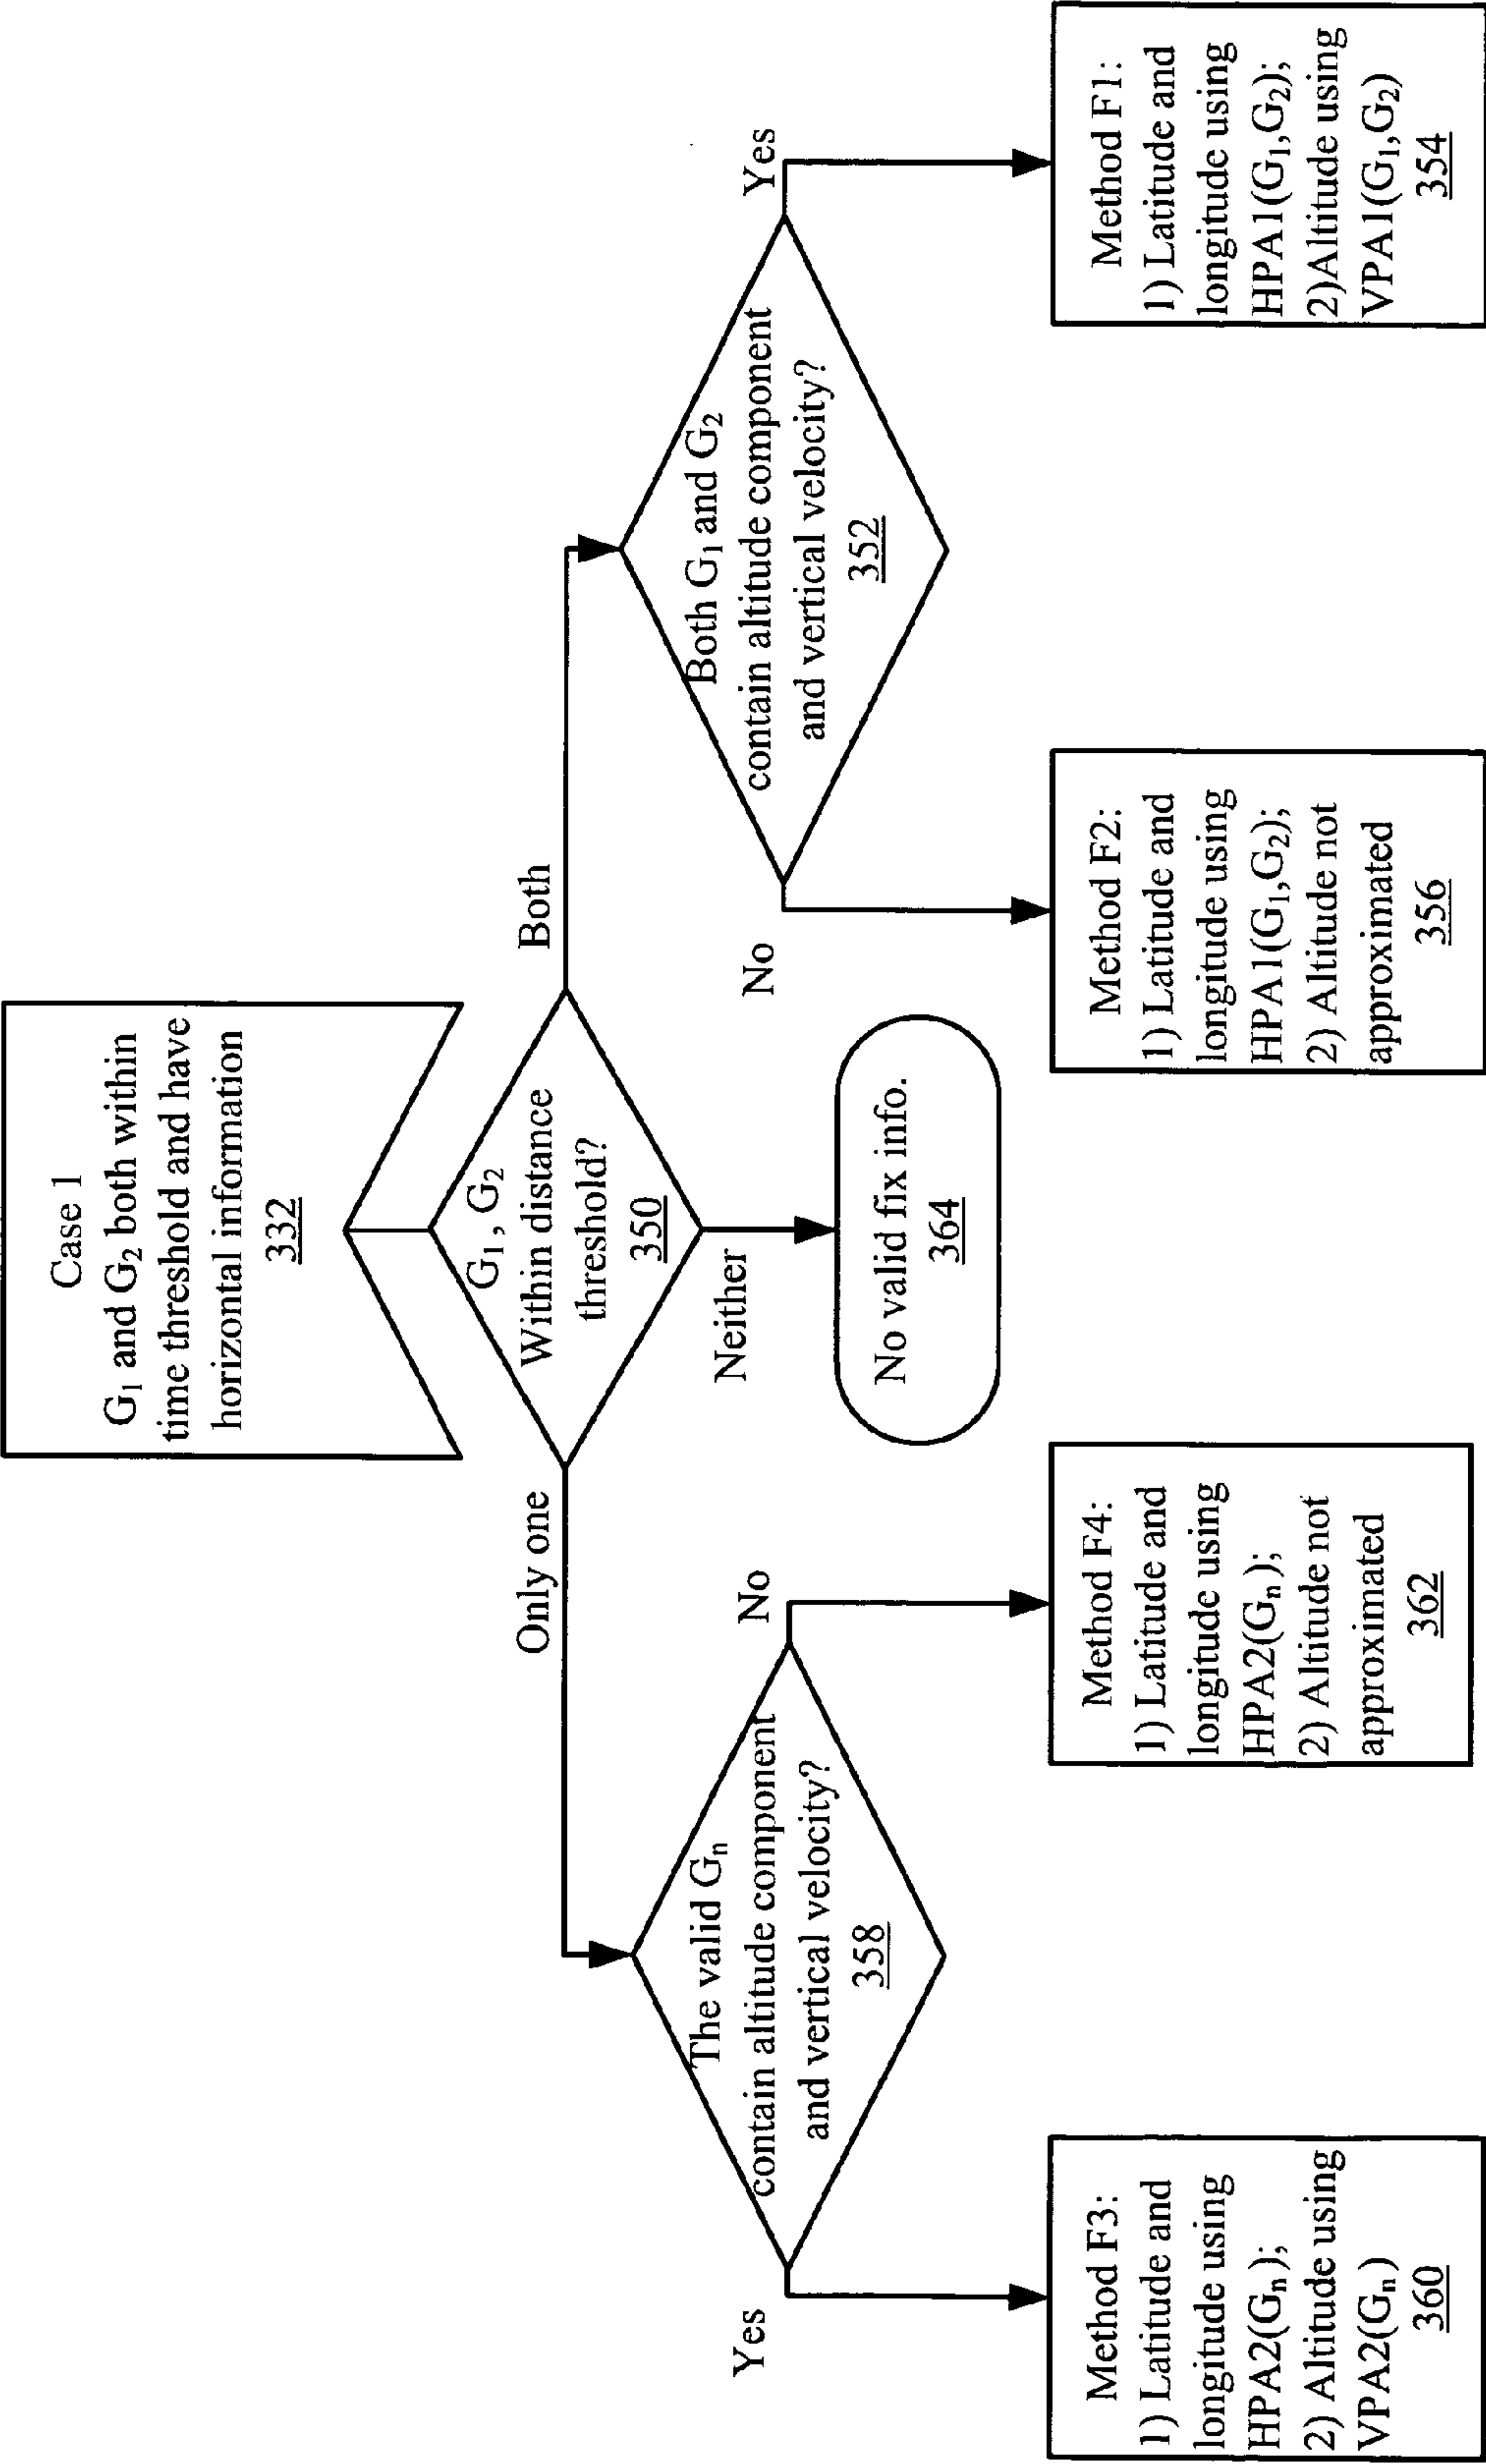 Case 1
G₁ and G₂ both within
time threshold and have
horizontal information
332
G₁, G₂
Within distance
threshold?
350
Only one
Both
Neither
The valid Gₙ
contain altitude component
and vertical velocity?
358
Yes
No
No valid fix info.
364
Both G₁ and G₂
contain altitude component
and vertical velocity?
352
No
Yes
Method F3:
1) Latitude and
longitude using
HPA2(Gₙ);
2) Altitude using
VPA2(Gₙ)
360
Method F4:
1) Latitude and
longitude using
HPA2(Gₙ);
2) Altitude not
approximated
362
Method F2:
1) Latitude and
longitude using
HPA1(G₁,G₂);
2) Altitude not
approximated
356
Method F1:
1) Latitude and
longitude using
HPA1(G₁,G₂);
2)Altitude using
VPA1(G₁,G₂)
354